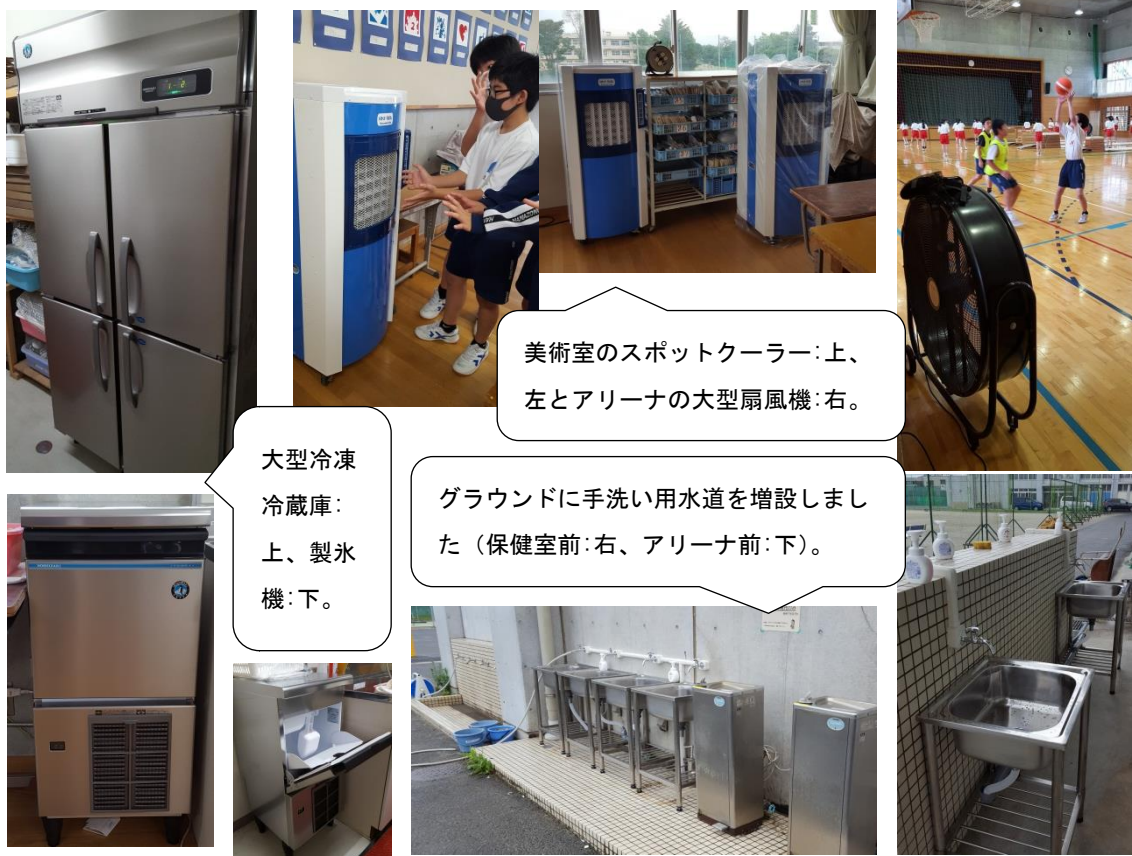 美術室のスポットクーラー：上、
左とアリーナの大型扇風機：右。
大型冷凍
冷蔵庫：
上、製氷
機：下。
グラウンドに手洗い用水道を増設しまし
た（保健室前：右、アリーナ前：下）。